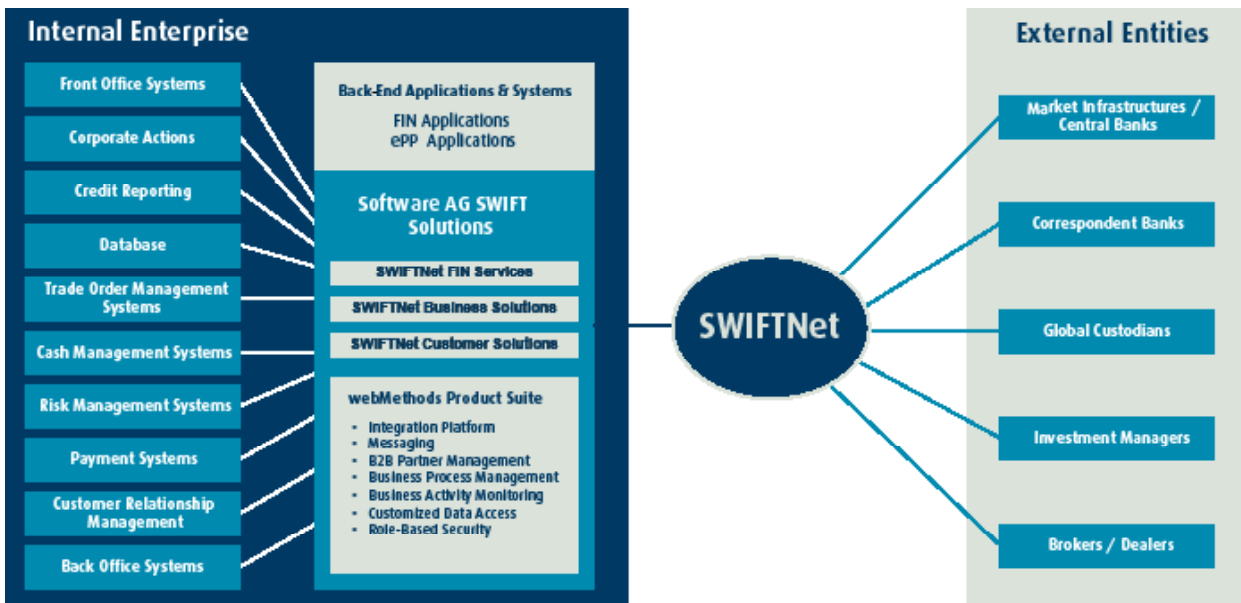 Internal Enterprise
Front Office Systems
Corporate Actions
Credit Reporting
Database
Trade Order Management
Systems
Cash Management Systems
Risk Management Systems
Payment Systems
Customer Relationship
Management
Back Office Systems
Back-End Applications & Systems
FIN Applications
ePP Applications
Software AG SWIFT
Solutions
SWIFTNet FIN Services
SWIFTNet Business Solutions
SWIFTNet Customer Solutions
webMethods Product Suite
- Integration Platform
- Messaging
- B2B Partner Management
- Business Process Management
- Business Activity Monitoring
- Customized Data Access
- Role-Based Security
SWIFTNet
External Entities
Market Infrastructures /
Central Banks
Correspondent Banks
Global Custodians
Investment Managers
Brokers / Dealers